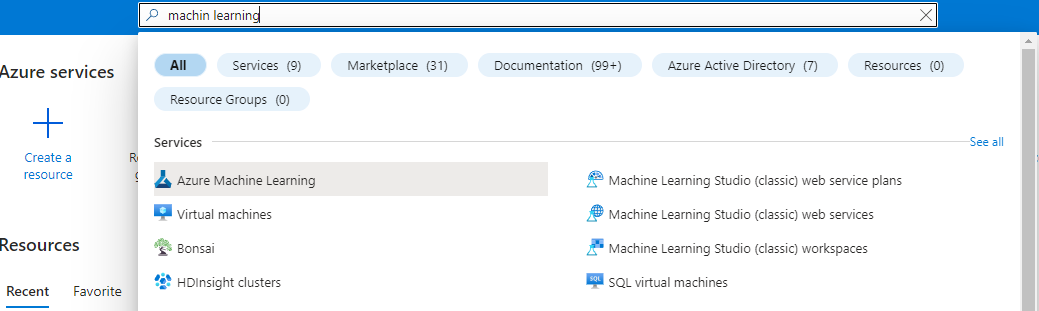 machin learning
All
Services (9)
Marketplace (31)
Documentation (99+)
Azure Active Directory (7)
Resources (0)
Resource Groups (0)
Azure services
Create a
resource
Services
See all
Azure Machine Learning
Machine Learning Studio (classic) web service plans
Virtual machines
Machine Learning Studio (classic) web services
Bonsai
Machine Learning Studio (classic) workspaces
HDInsight clusters
SQL virtual machines
Resources
Recent
Favorite